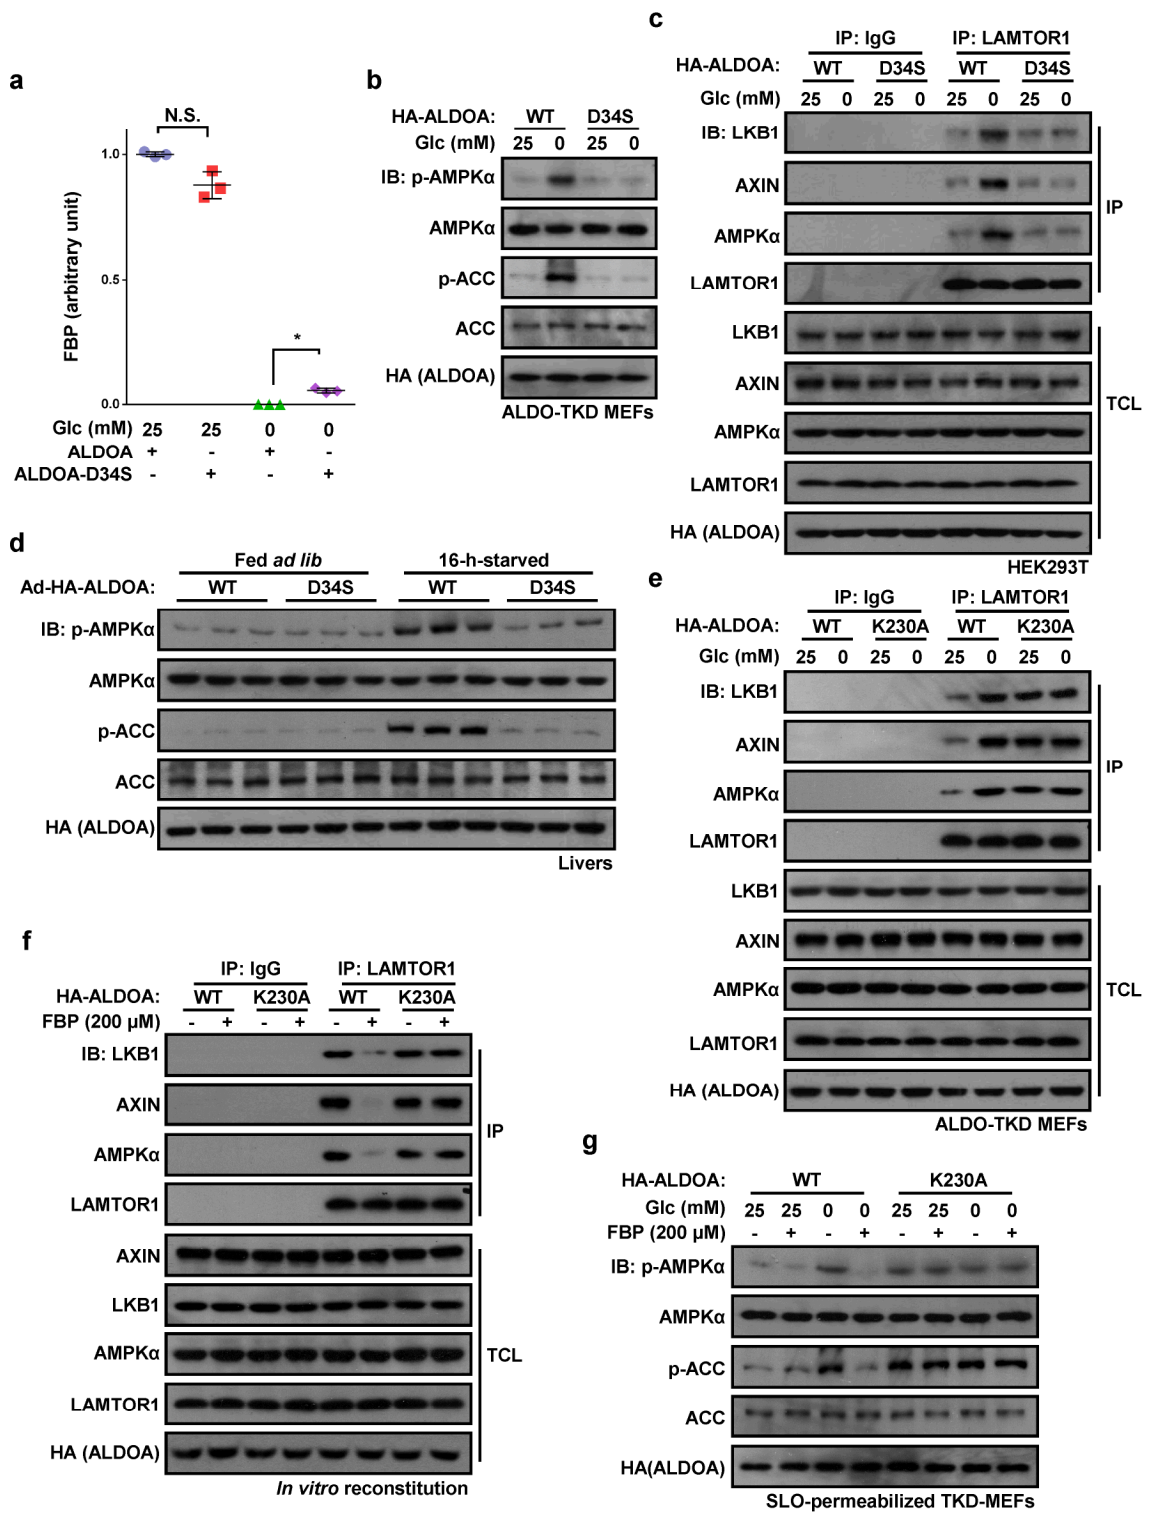 a
N.S.
1.0
0.5
0.0
*
FBP (arbitrary unit)
Glc (mM) 25 25 0 0
ALDOA + - + -
ALDOA-D34S - + - +
b
HA-ALDOA: WT D34S
Glc (mM) 25 0 25 0
IB: p-AMPKα
AMPKα
p-ACC
ACC
HA (ALDOA)
ALDO-TKD MEFs
c
IP: IgG IP: LAMTOR1
HA-ALDOA: WT D34S WT D34S
Glc (mM) 25 0 25 0 25 0 25 0
IB: LKB1
AXIN
AMPKα
LAMTOR1
IP
LKB1
AXIN
AMPKα
LAMTOR1
HA (ALDOA)
TCL
HEK293T
d
Fed ad lib 16-h-starved
Ad-HA-ALDOA: WT D34S WT D34S
IB: p-AMPKα
AMPKα
p-ACC
ACC
HA (ALDOA)
Livers
e
IP: IgG IP: LAMTOR1
HA-ALDOA: WT K230A WT K230A
Glc (mM) 25 0 25 0 25 0 25 0
IB: LKB1
AXIN
AMPKα
LAMTOR1
IP
LKB1
AXIN
AMPKα
LAMTOR1
HA (ALDOA)
TCL
ALDO-TKD MEFs
f
IP: IgG IP: LAMTOR1
HA-ALDOA: WT K230A WT K230A
FBP (200 µM) - + - + - + - +
IB: LKB1
AXIN
AMPKα
LAMTOR1
IP
AXIN
LKB1
AMPKα
LAMTOR1
HA (ALDOA)
TCL
In vitro reconstitution
g
HA-ALDOA: WT K230A
Glc (mM) 25 25 0 0 25 25 0 0
FBP (200 µM) - + - + - + - +
IB: p-AMPKα
AMPKα
p-ACC
ACC
HA(ALDOA)
SLO-permeabilized TKD-MEFs